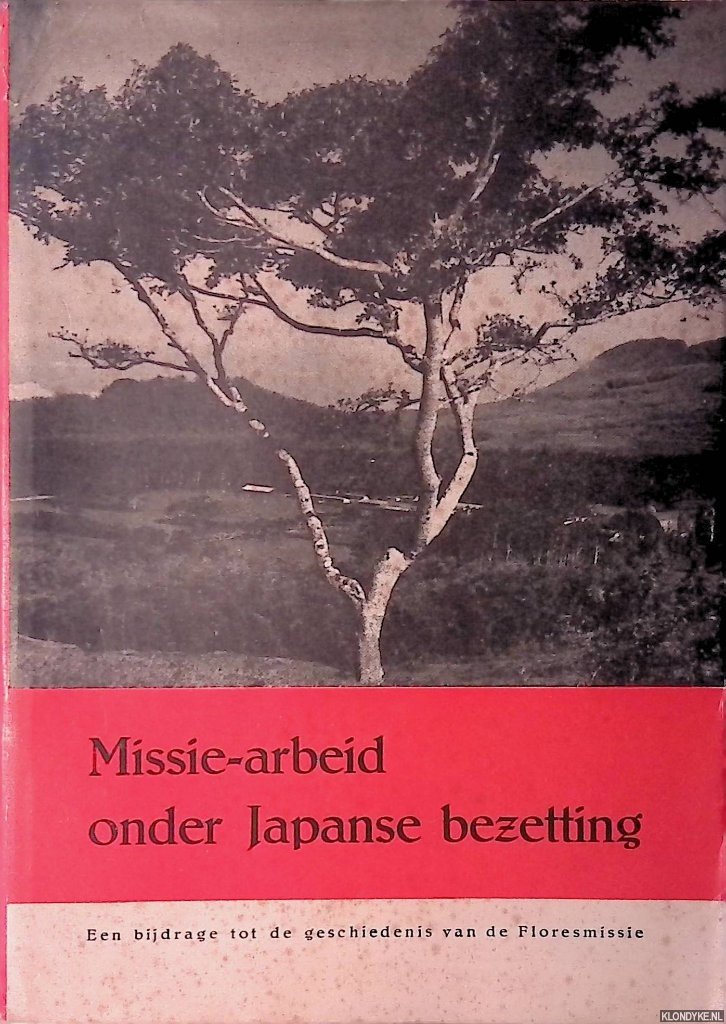 Missie-arbeid
onder Japanse bezetting
Een bijdrage tot de geschiedenis van de Floresmissie
KLONDYKE.NL